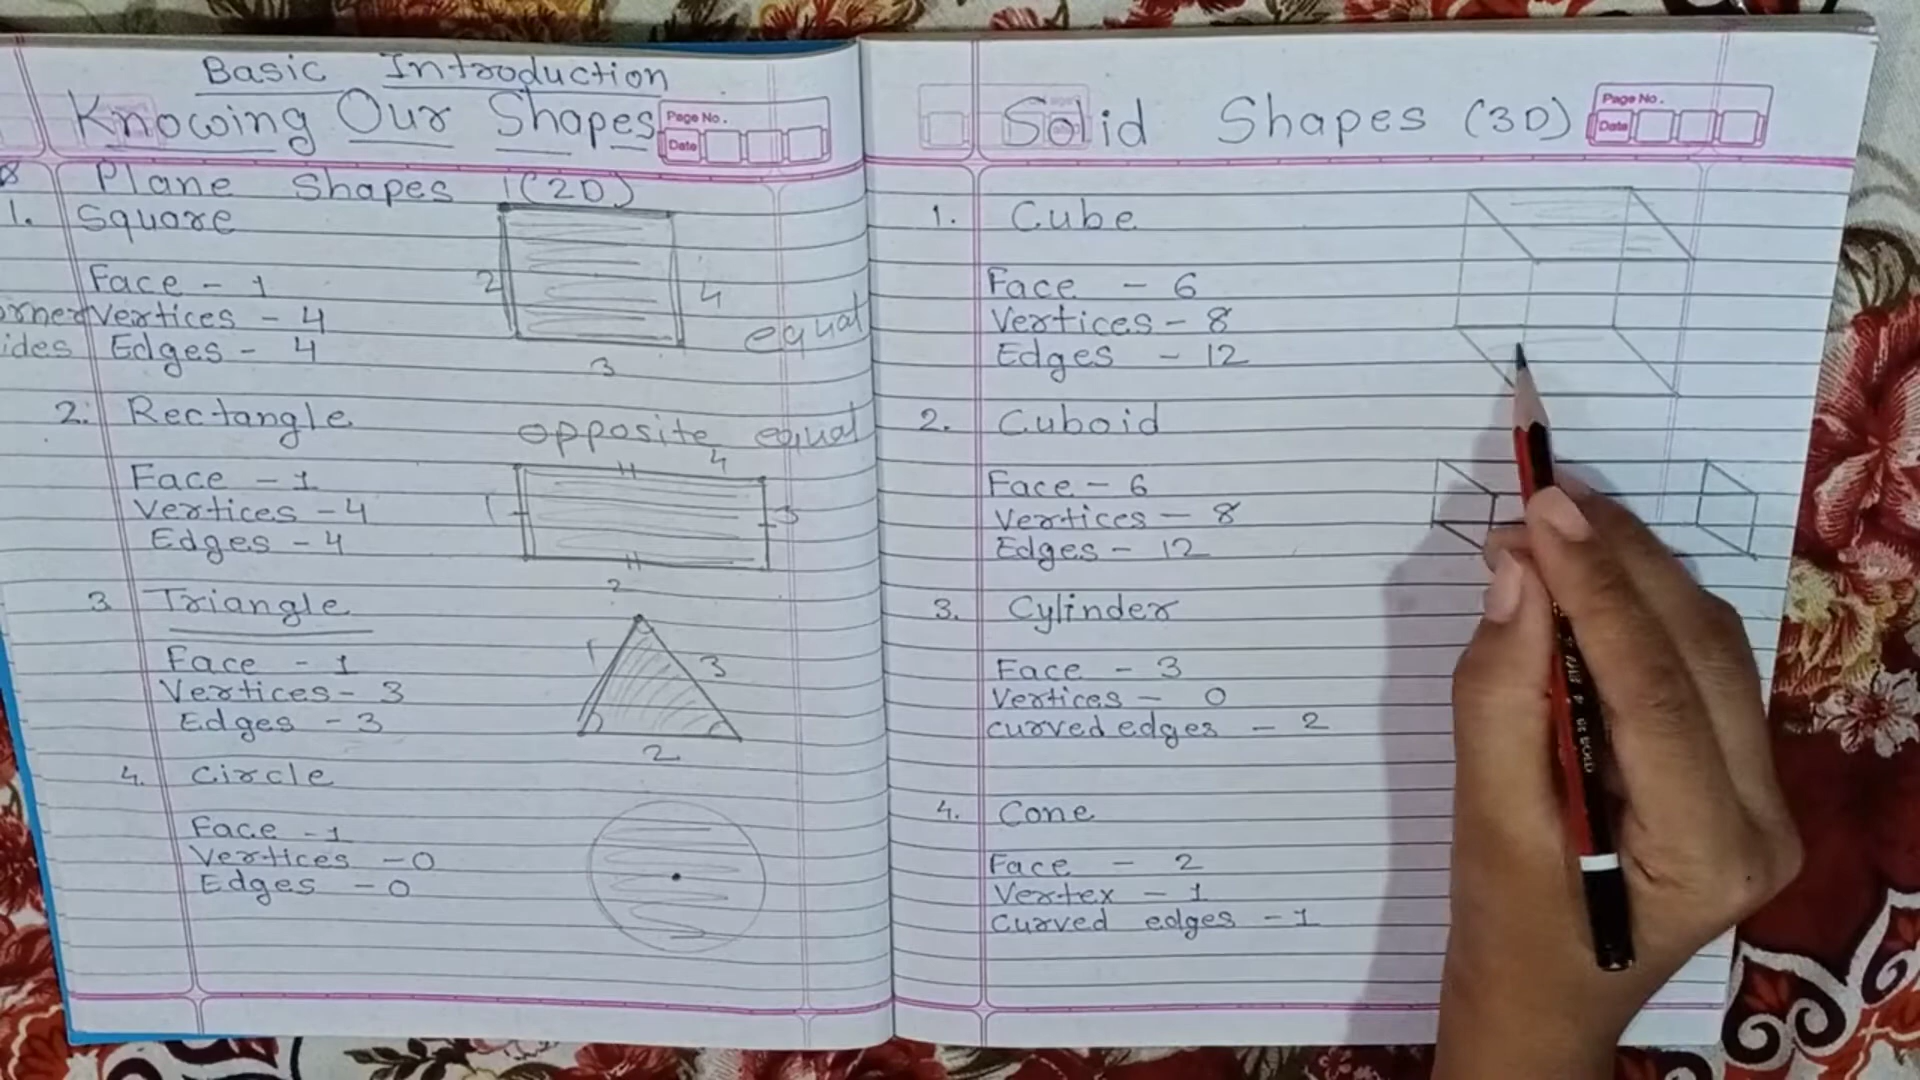 Basic Introduction
Knowing Our Shapes
Page No.
Date
Plane Shapes (2D)
1. Square
Face - 1
Vertices - 4
Edges - 4
2
4
3
equal
2. Rectangle
opposite equal
Face - 1
Vertices - 4
Edges - 4
4
1
3
2
3 Triangle
Face - 1
Vertices - 3
Edges - 3
1
3
2
4. Circle
Face - 1
Vertices - 0
Edges - 0
Solid Shapes (3D)
Page No.
Date
1. Cube
Face - 6
Vertices - 8
Edges - 12
2. Cuboid
Face - 6
Vertices - 8
Edges - 12
3. Cylinder
Face - 3
Vertices - 0
curved edges - 2
4. Cone
Face - 2
Vertex - 1
Curved edges - 1